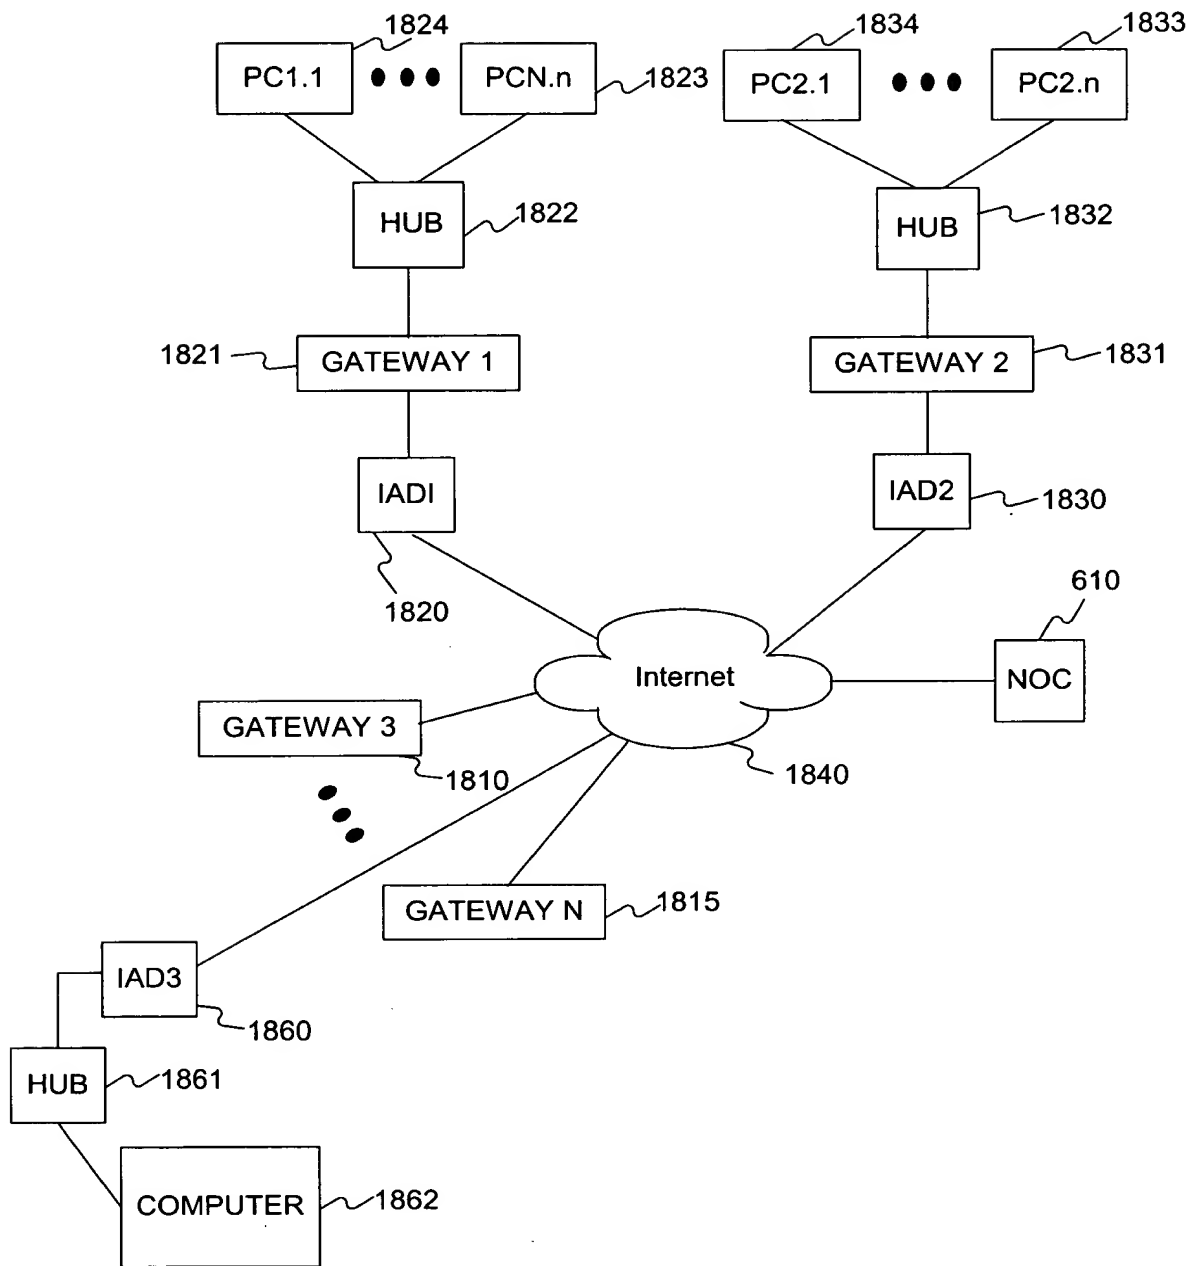 1824
1834
1833
PC1.1
PCN.n
1823
PC2.1
PC2.n
HUB
1822
HUB
1832
1821
GATEWAY 1
GATEWAY 2
1831
IADI
IAD2
1830
1820
610
Internet
NOC
GATEWAY 3
1810
1840
GATEWAY N
1815
IAD3
1860
HUB
1861
COMPUTER
1862